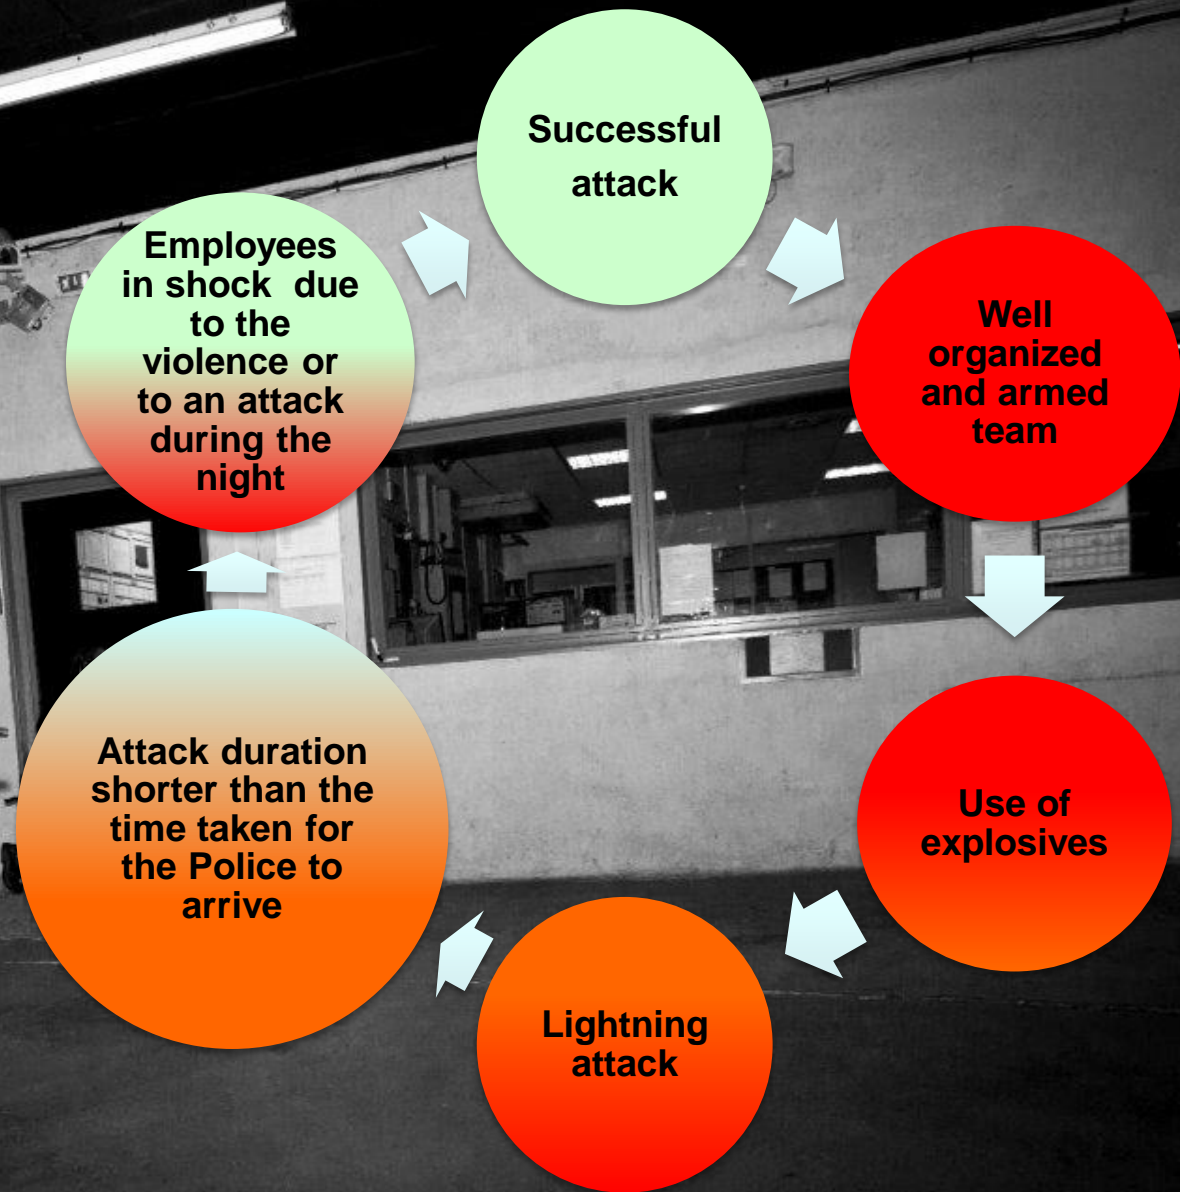 Successful
attack
Well
organized
and armed
team
Use of
explosives
Lightning
attack
Attack duration
shorter than the
time taken for
the Police to
arrive
Employees
in shock due
to the
violence or
to an attack
during the
night